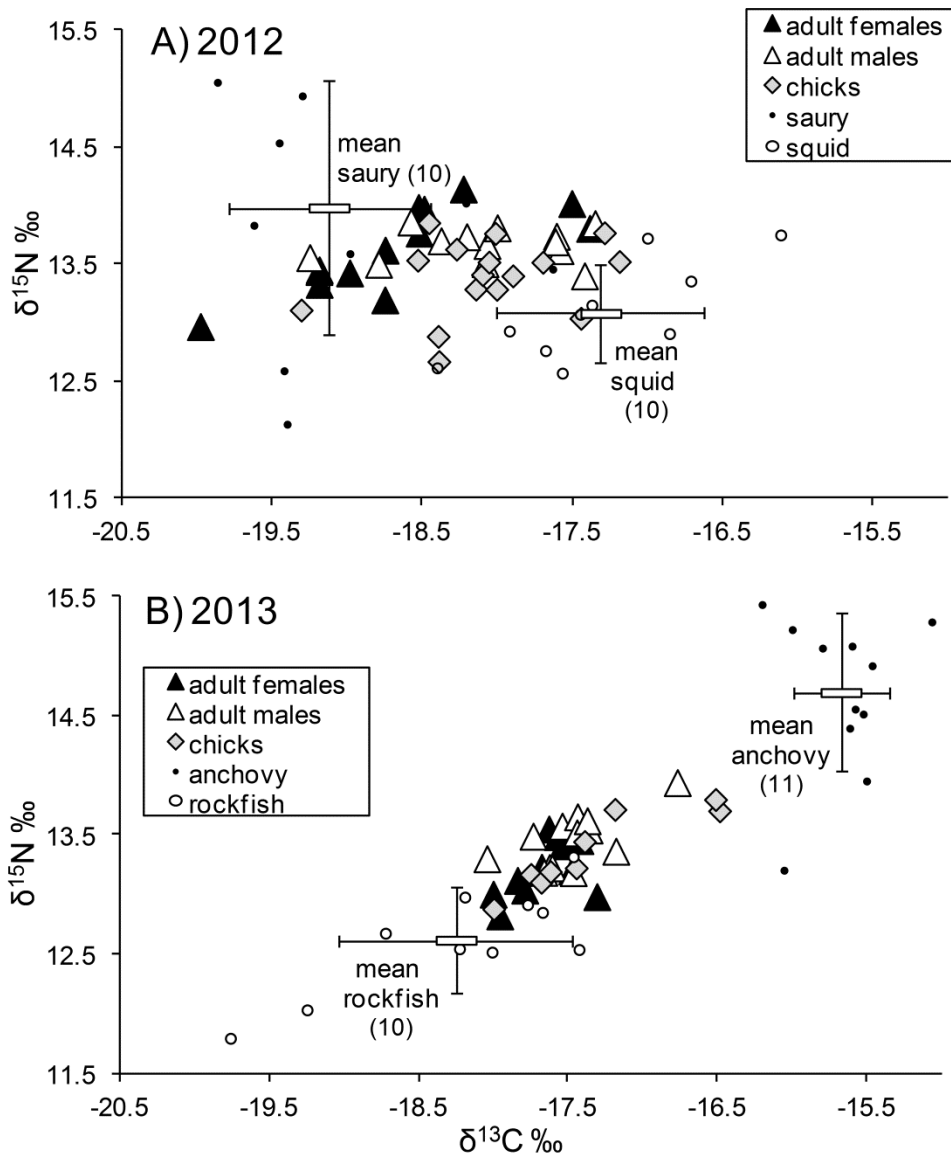 A) 2012
15.5
14.5
13.5
12.5
11.5
δ15N ‰
adult females
adult males
chicks
saury
squid
mean
saury (10)
mean
squid
(10)
-20.5 -19.5 -18.5 -17.5 -16.5 -15.5
B) 2013
15.5
14.5
13.5
12.5
11.5
δ15N ‰
adult females
adult males
chicks
anchovy
rockfish
mean
anchovy
(11)
mean
rockfish
(10)
-20.5 -19.5 -18.5 -17.5 -16.5 -15.5
δ13C ‰